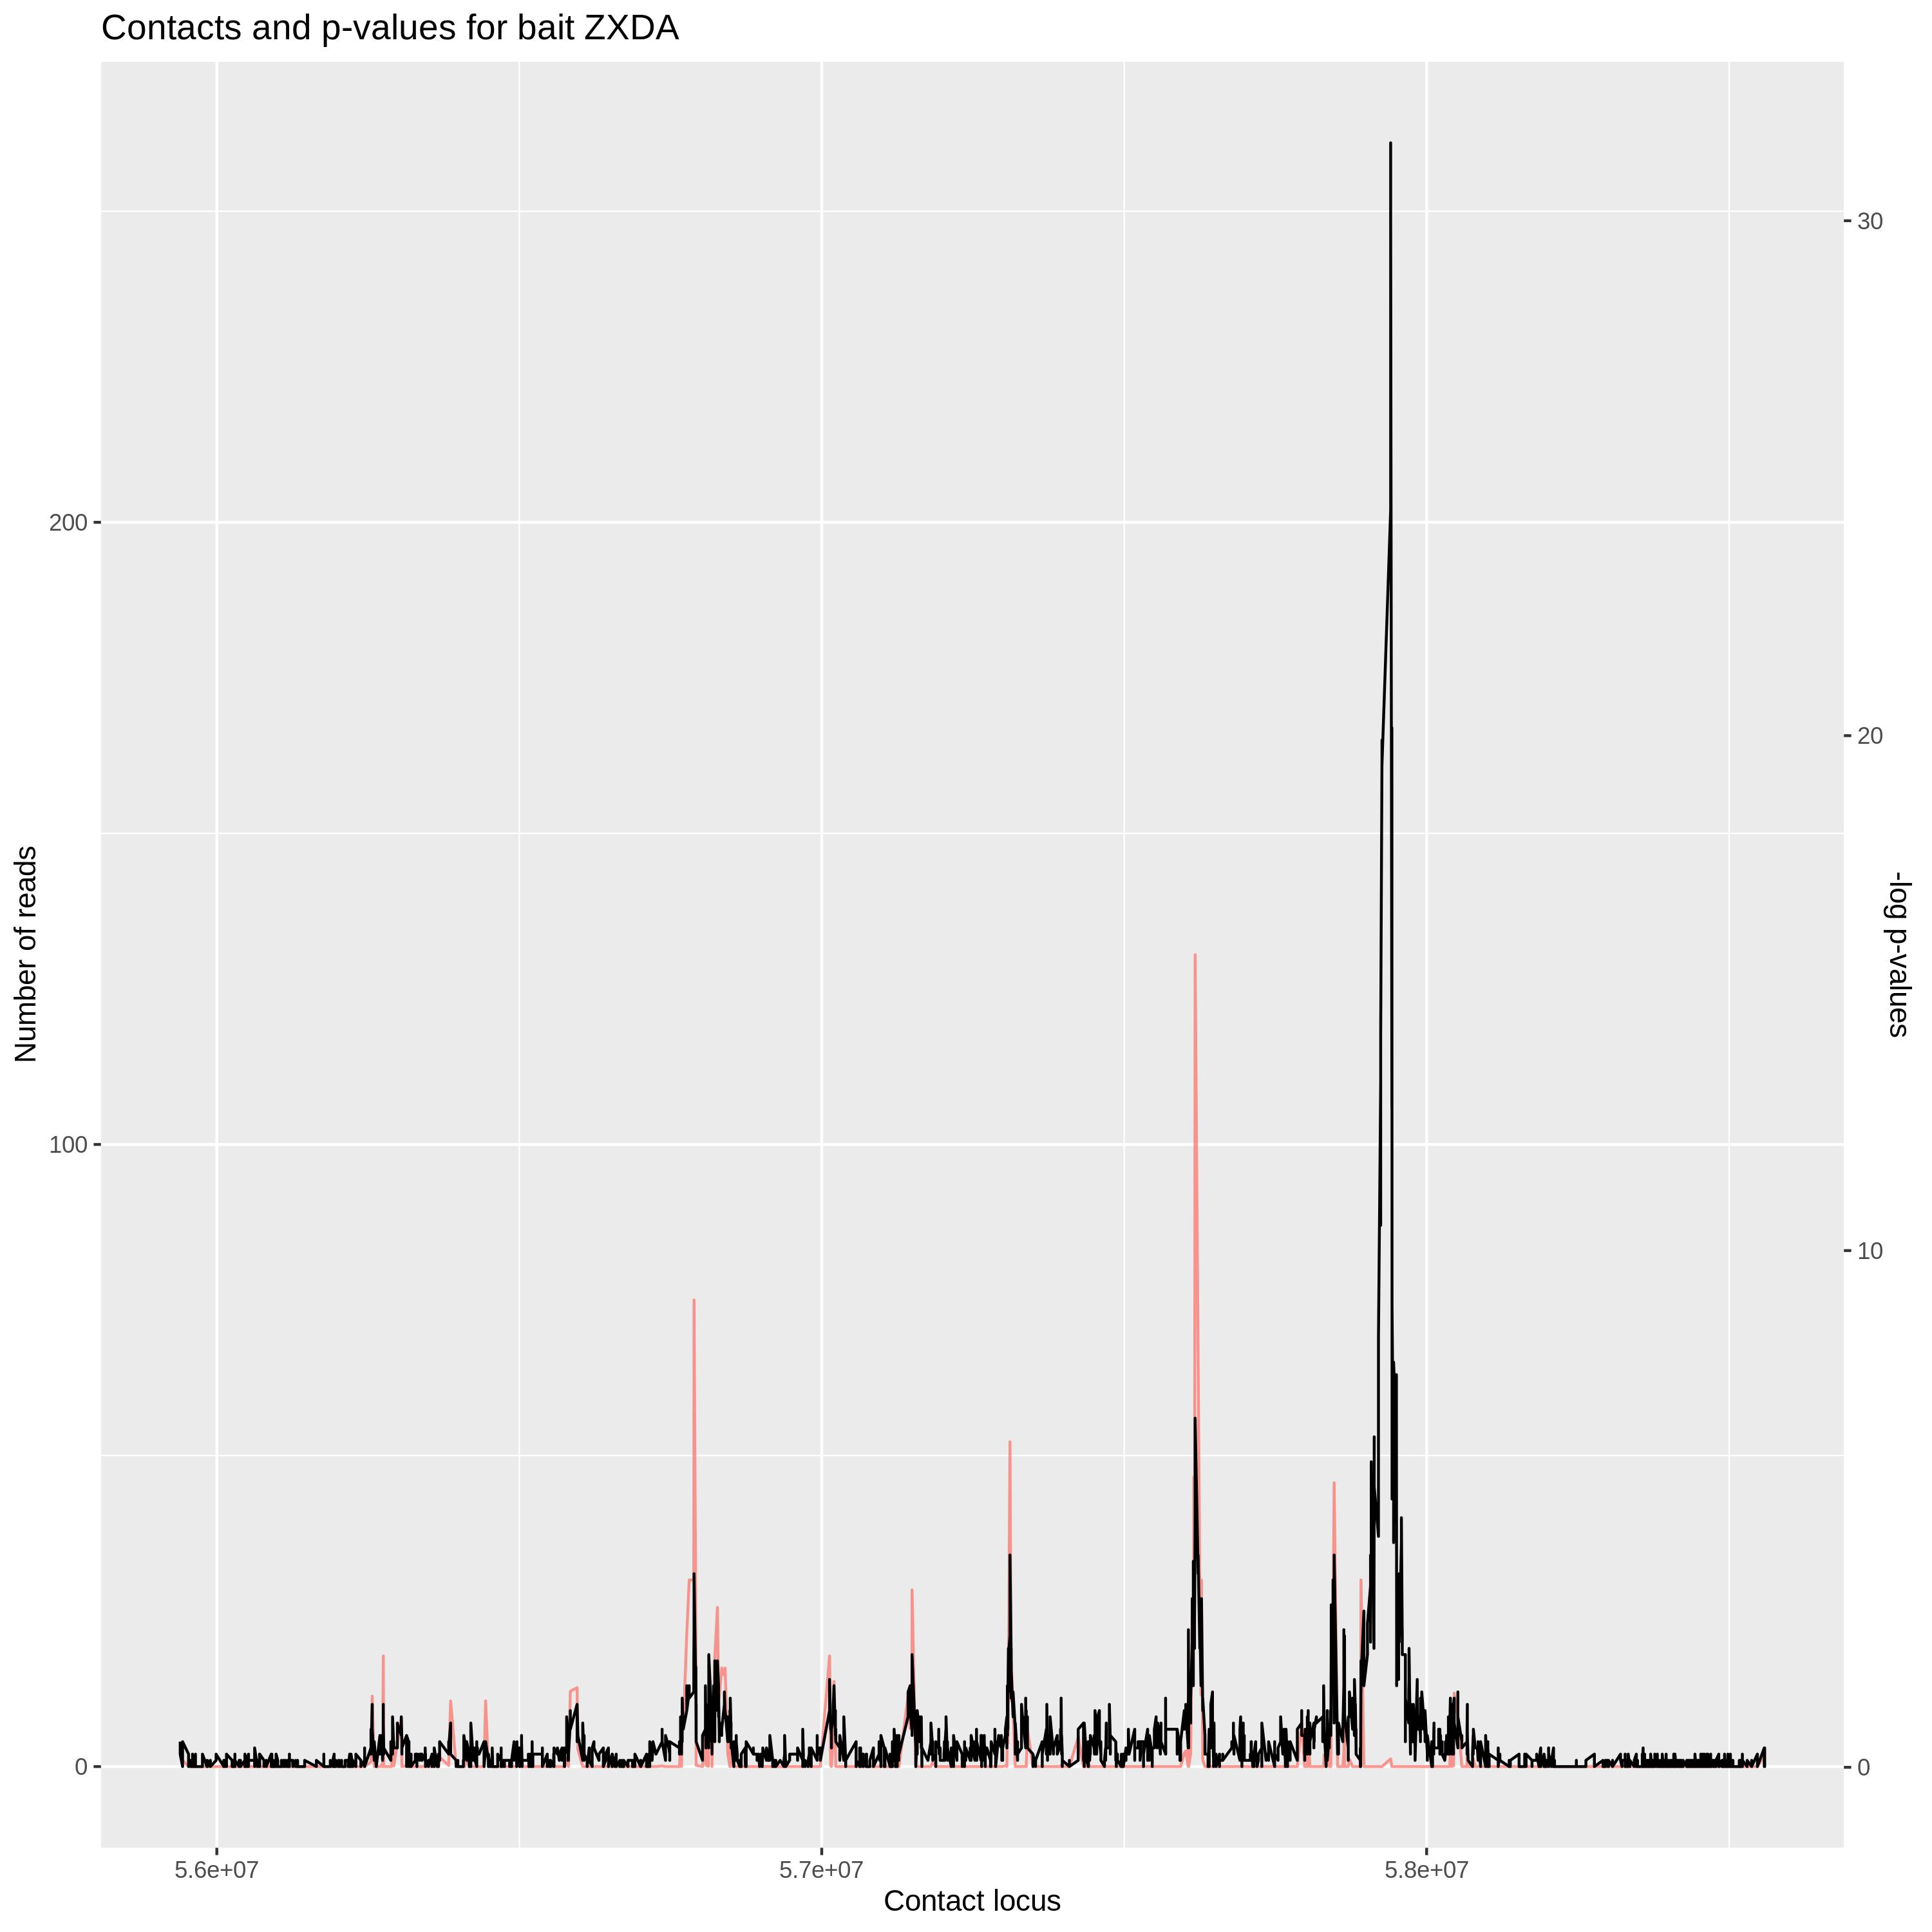 Contacts and p-values for bait ZXDA
Number of reads
200
100
0
30
20
10
0
-log p-values
5.6e+07
5.7e+07
5.8e+07
Contact locus